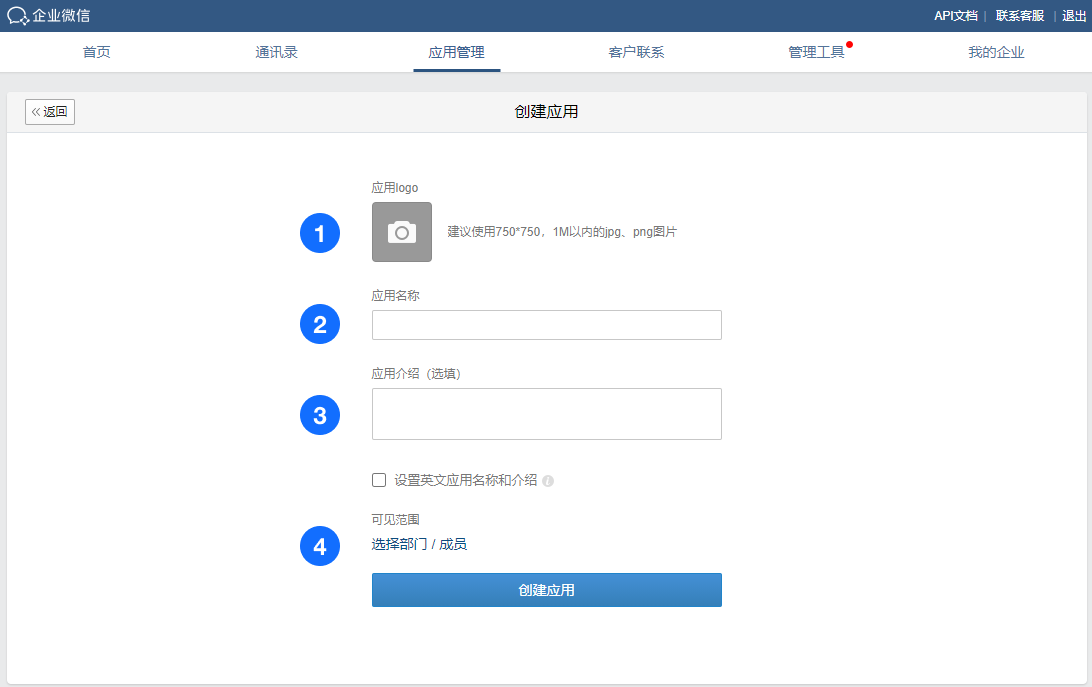 企业微信
API文档 | 联系客服 | 退出
首页 通讯录 应用管理 客户联系 管理工具 我的企业
返回 创建应用
应用logo
1 建议使用750*750，1M以内的jpg、png图片
应用名称
2
应用介绍（选填）
3
设置英文应用名称和介绍 i
可见范围
4 选择部门 / 成员
创建应用